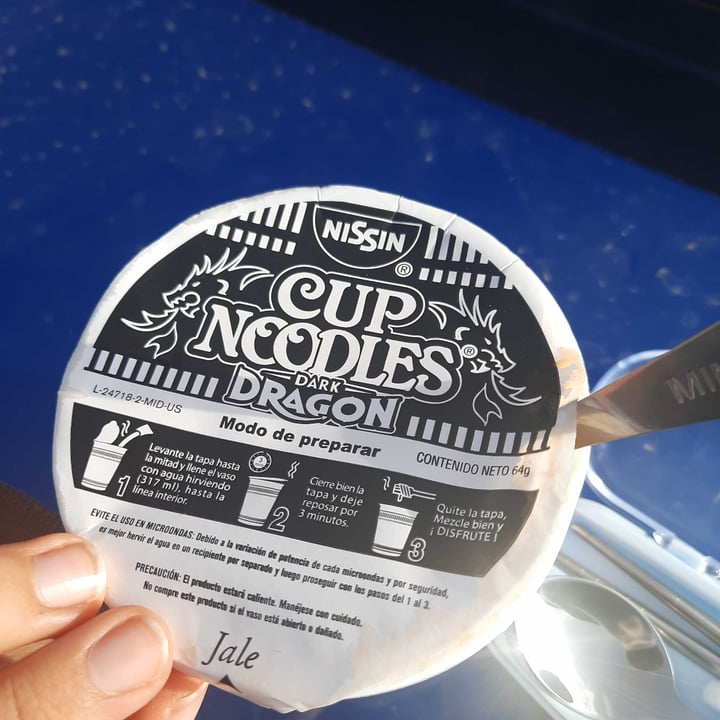 NISSIN
®
CUP
NOODLES®
DARK
DRAGON
L-24718-2-MID-US
Modo de preparar
CONTENIDO NETO 64g
Levante la tapa hasta
la mitad y llene el vaso
con agua hirviendo
(317 ml), hasta la
línea interior.
1
Cierre bien la
tapa y deje
reposar por
3 minutos.
2
Quite la tapa,
Mezcle bien y
¡ DISFRUTE !
3
EVITE EL USO EN MICROONDAS: Debido a la variación de potencia de cada microondas y por seguridad,
es mejor hervir el agua en un recipiente por separado y luego proseguir con los pasos del 1 al 3.
PRECAUCIÓN: El producto estará caliente. Manéjese con cuidado.
No compre este producto si el vaso está abierto o dañado.
Jale